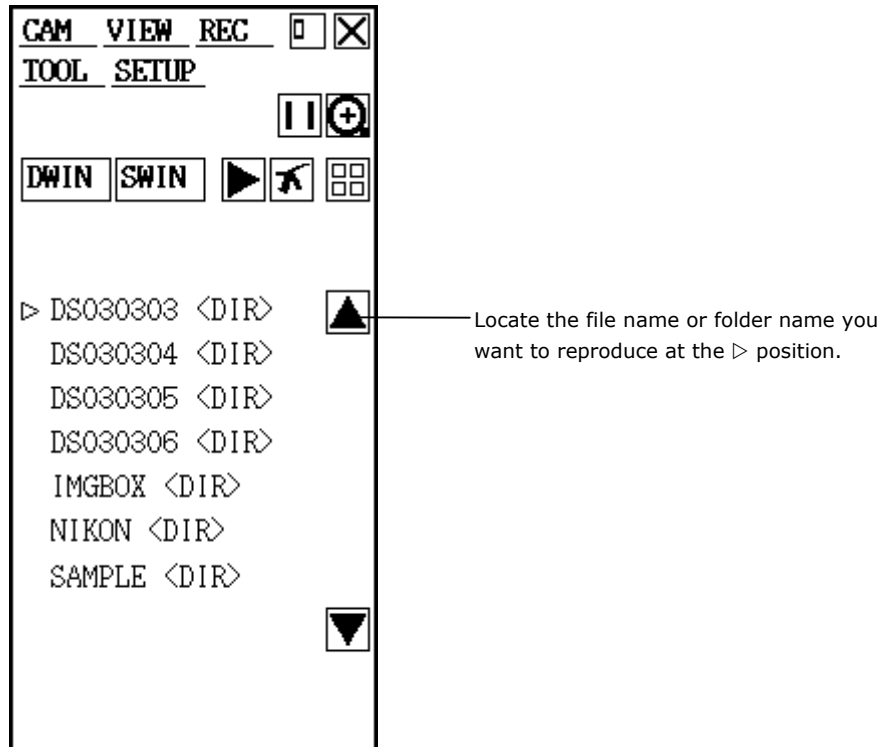 CAM VIEW REC
TOOL SETUP
DWIN SWIN
▷ DS030303 <DIR>
DS030304 <DIR>
DS030305 <DIR>
DS030306 <DIR>
IMGBOX <DIR>
NIKON <DIR>
SAMPLE <DIR>
Locate the file name or folder name you
want to reproduce at the ▷ position.